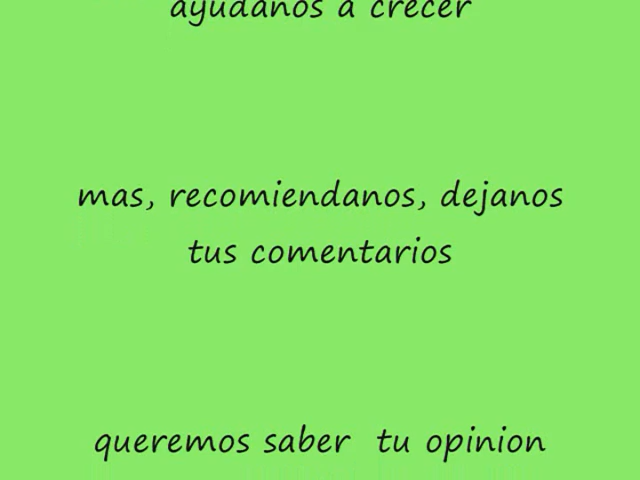 ayudanos a crecer
mas, recomiendanos, dejanos
tus comentarios
queremos saber tu opinion